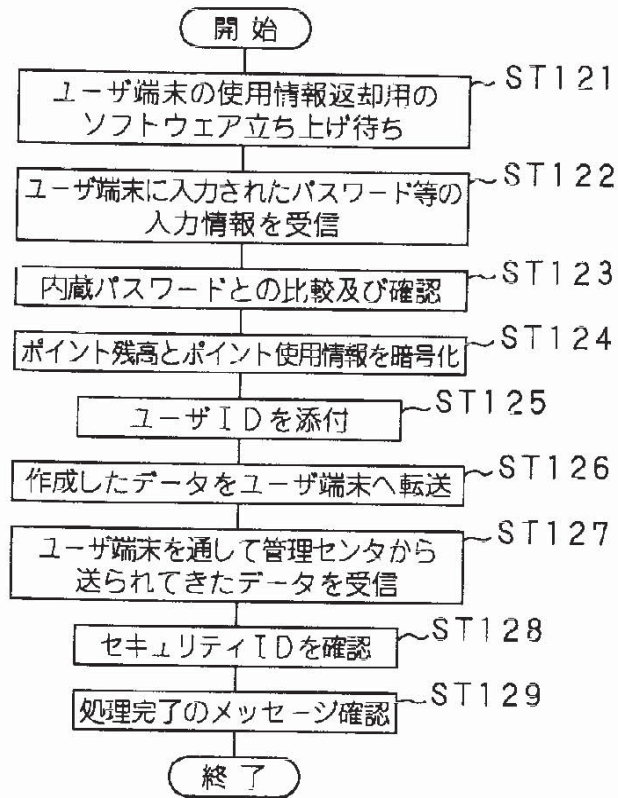 開始
ユーザ端末の使用情報返却用の
ソフトウェア立ち上げ待ち
ST121
ユーザ端末に入力されたパスワード等の
入力情報を受信
ST122
内蔵パスワードとの比較及び確認
ST123
ポイント残高とポイント使用情報を暗号化
ST124
ユーザIDを添付
ST125
作成したデータをユーザ端末へ転送
ST126
ユーザ端末を通して管理センタから
送られてきたデータを受信
ST127
セキュリティIDを確認
ST128
処理完了のメッセージ確認
ST129
終了